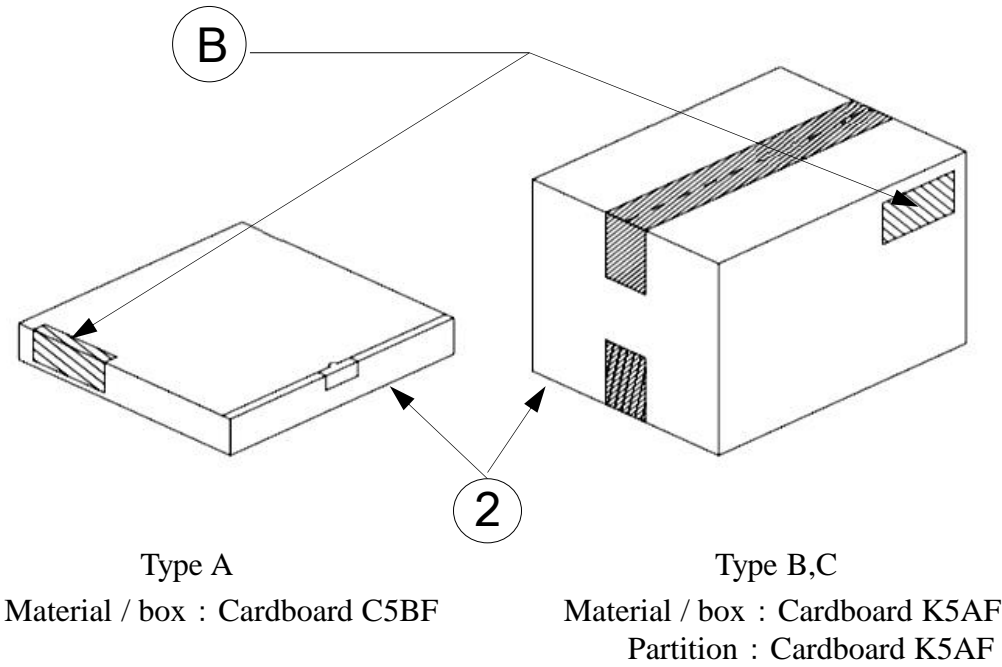 B
2
Type A
Material / box : Cardboard C5BF
Type B,C
Material / box : Cardboard K5AF
Partition : Cardboard K5AF